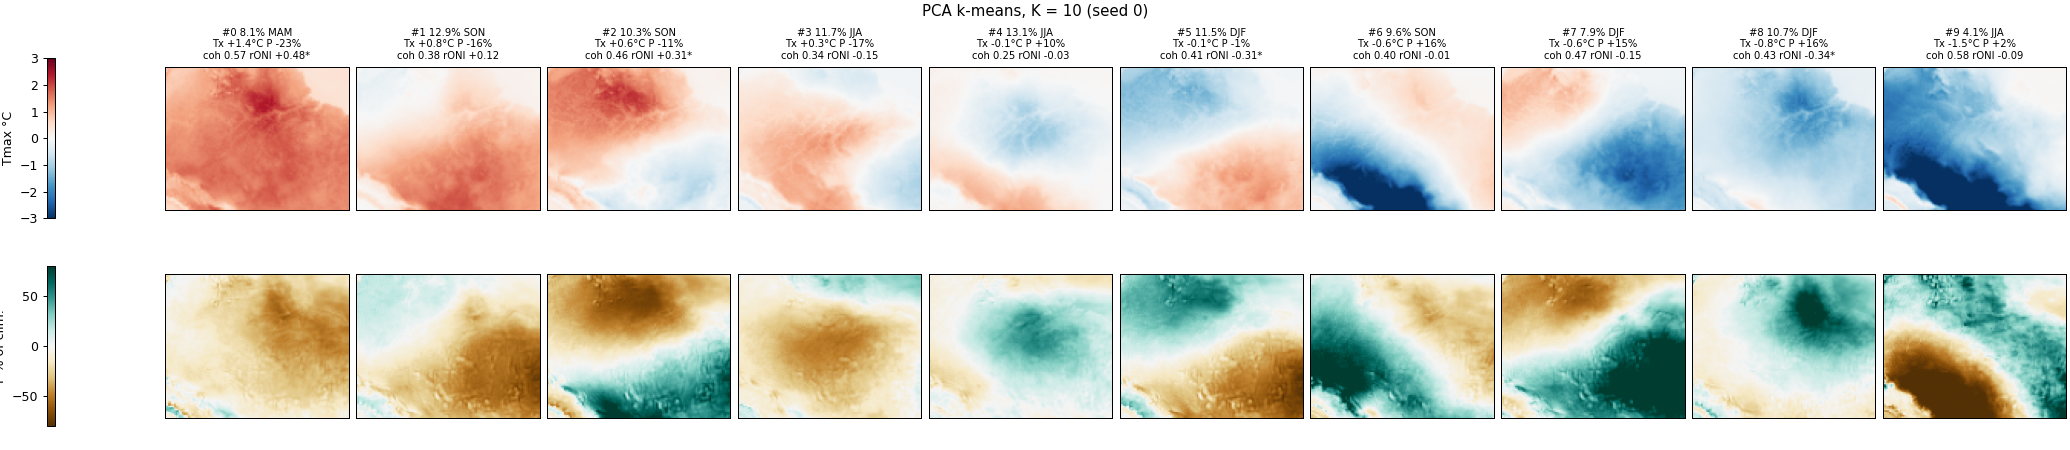 PCA k-means, K = 10 (seed 0)
#0 8.1% MAM
Tx +1.4°C P -23%
coh 0.57 rONI +0.48*
#1 12.9% SON
Tx +0.8°C P -16%
coh 0.38 rONI +0.12
#2 10.3% SON
Tx +0.6°C P -11%
coh 0.46 rONI +0.31*
#3 11.7% JJA
Tx +0.3°C P -17%
coh 0.34 rONI -0.15
#4 13.1% JJA
Tx -0.1°C P +10%
coh 0.25 rONI -0.03
#5 11.5% DJF
Tx -0.1°C P -1%
coh 0.41 rONI -0.31*
#6 9.6% SON
Tx -0.6°C P +16%
coh 0.40 rONI -0.01
#7 7.9% DJF
Tx -0.6°C P +15%
coh 0.47 rONI -0.15
#8 10.7% DJF
Tx -0.8°C P +16%
coh 0.43 rONI -0.34*
#9 4.1% JJA
Tx -1.5°C P +2%
coh 0.58 rONI -0.09
Tmax °C
3
2
1
0
−1
−2
−3
50
0
−50